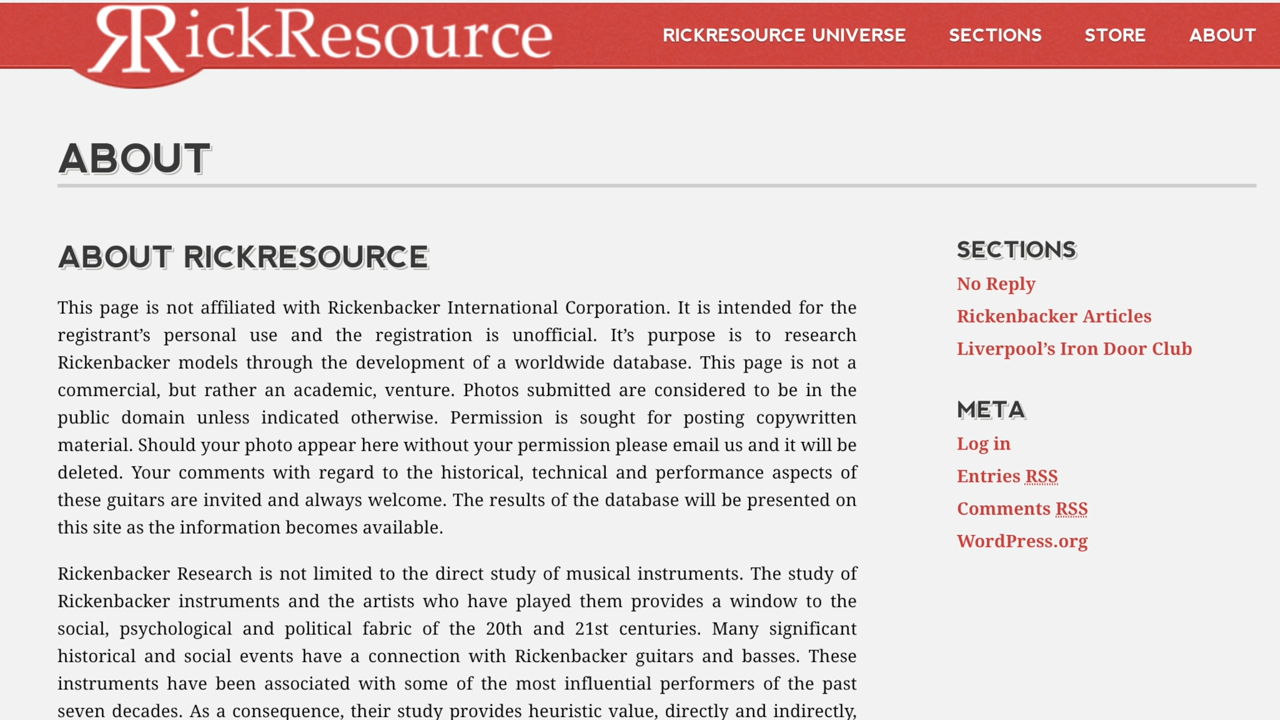 RickResource
RICKRESOURCE UNIVERSE SECTIONS STORE ABOUT
ABOUT
ABOUT RICKRESOURCE
This page is not affiliated with Rickenbacker International Corporation. It is intended for the
registrant’s personal use and the registration is unofficial. It’s purpose is to research
Rickenbacker models through the development of a worldwide database. This page is not a
commercial, but rather an academic, venture. Photos submitted are considered to be in the
public domain unless indicated otherwise. Permission is sought for posting copywritten
material. Should your photo appear here without your permission please email us and it will be
deleted. Your comments with regard to the historical, technical and performance aspects of
these guitars are invited and always welcome. The results of the database will be presented on
this site as the information becomes available.
Rickenbacker Research is not limited to the direct study of musical instruments. The study of
Rickenbacker instruments and the artists who have played them provides a window to the
social, psychological and political fabric of the 20th and 21st centuries. Many significant
historical and social events have a connection with Rickenbacker guitars and basses. These
instruments have been associated with some of the most influential performers of the past
seven decades. As a consequence, their study provides heuristic value, directly and indirectly,
SECTIONS
No Reply
Rickenbacker Articles
Liverpool’s Iron Door Club
META
Log in
Entries RSS
Comments RSS
WordPress.org